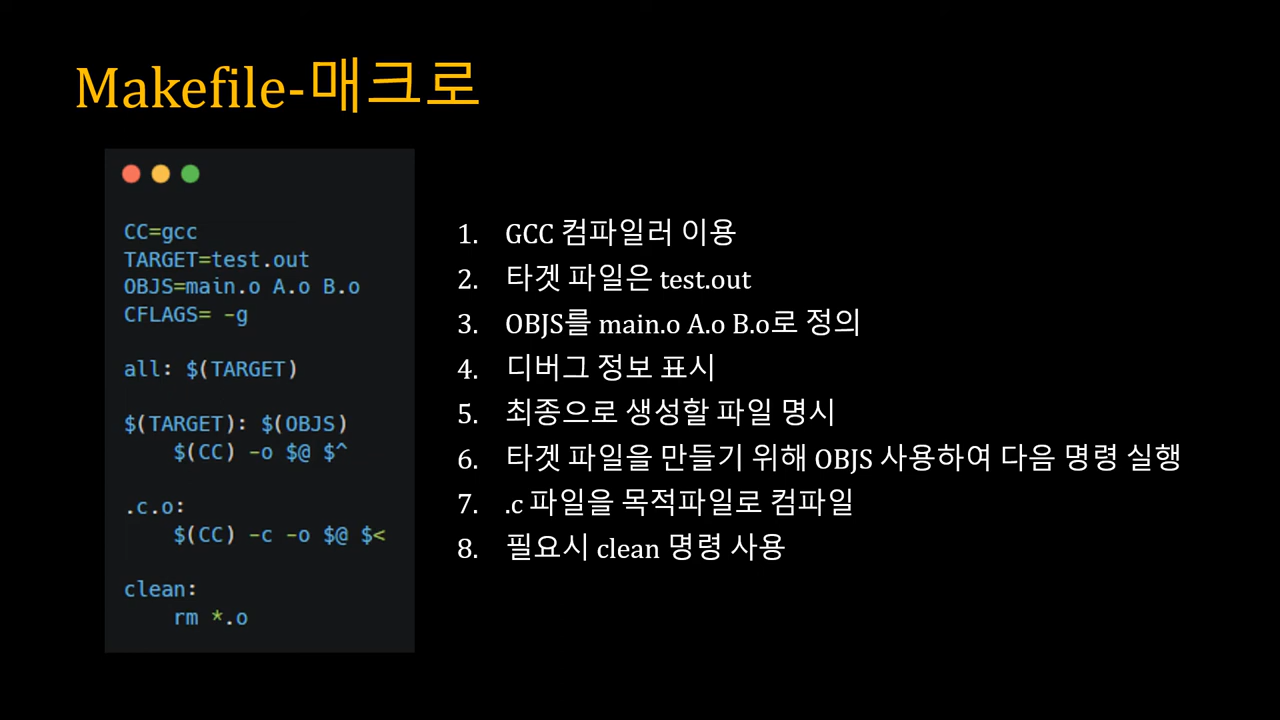 Makefile-매크로
CC=gcc
TARGET=test.out
OBJS=main.o A.o B.o
CFLAGS= -g
all: $(TARGET)
$(TARGET): $(OBJS)
$(CC) -o $@ $^
.c.o:
$(CC) -c -o $@ $<
clean:
rm *.o
1. GCC 컴파일러 이용
2. 타겟 파일은 test.out
3. OBJS를 main.o A.o B.o로 정의
4. 디버그 정보 표시
5. 최종으로 생성할 파일 명시
6. 타겟 파일을 만들기 위해 OBJS 사용하여 다음 명령 실행
7. .c 파일을 목적파일로 컴파일
8. 필요시 clean 명령 사용